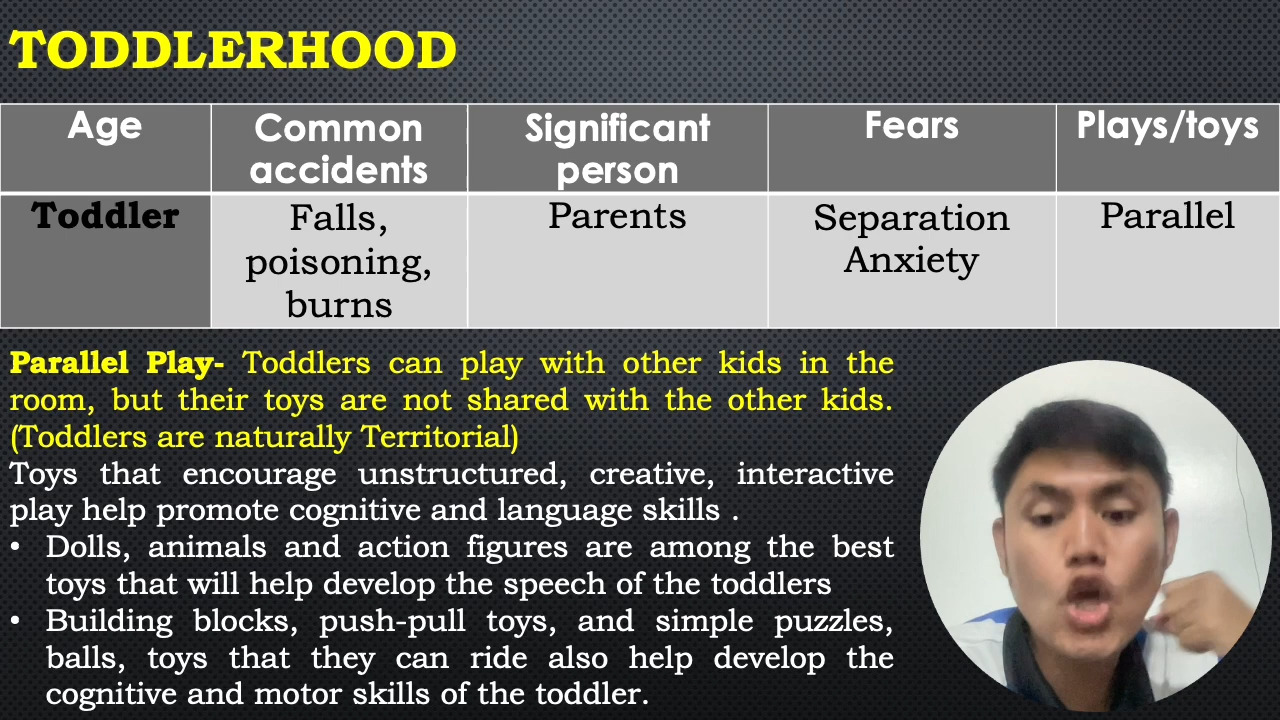 TODDLERHOOD
Age
Common
accidents
Significant
person
Fears
Plays/toys
Toddler
Falls,
poisoning,
burns
Parents
Separation
Anxiety
Parallel
Parallel Play- Toddlers can play with other kids in the
room, but their toys are not shared with the other kids.
(Toddlers are naturally Territorial)
Toys that encourage unstructured, creative, interactive
play help promote cognitive and language skills .
• Dolls, animals and action figures are among the best
toys that will help develop the speech of the toddlers
• Building blocks, push-pull toys, and simple puzzles,
balls, toys that they can ride also help develop the
cognitive and motor skills of the toddler.